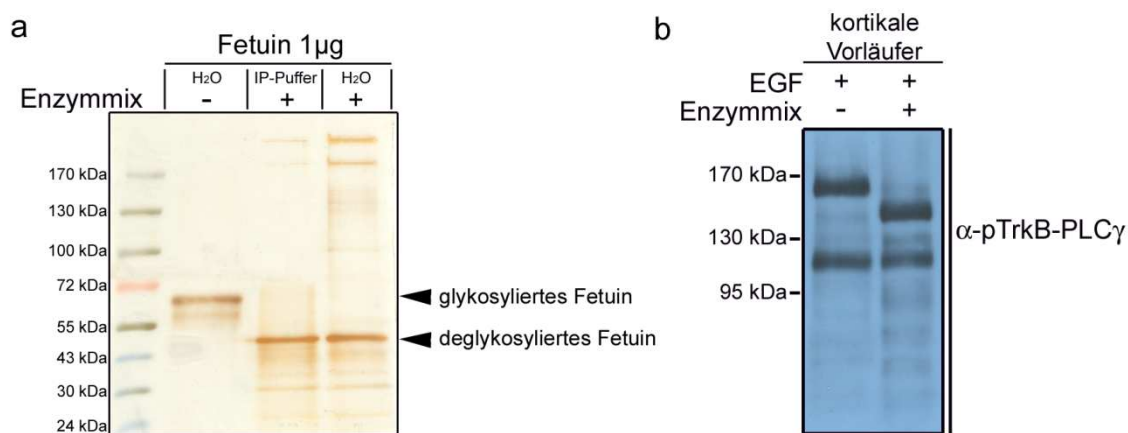 a
Fetuin 1µg
H₂O IP-Puffer H₂O
Enzymmix - + +
170 kDa
130 kDa
100 kDa
72 kDa
55 kDa
43 kDa
30 kDa
24 kDa
glykosyliertes Fetuin
deglykosyliertes Fetuin
b
kortikale
Vorläufer
EGF + +
Enzymmix - +
170 kDa
130 kDa
95 kDa
α-pTrkB-PLCγ